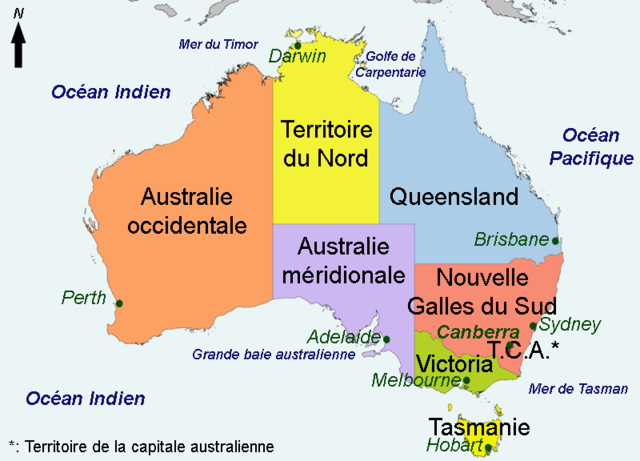 N
Mer du Timor
Darwin
Golfe de
Carpentarie
Océan Indien
Territoire
du Nord
Océan
Pacifique
Australie
occidentale
Queensland
Brisbane
Australie
méridionale
Nouvelle
Galles du Sud
Perth
Sydney
Canberra
Adelaide
T.C.A.*
Grande baie australienne
Victoria
Melbourne
Mer de Tasman
Océan Indien
Tasmanie
Hobart
*: Territoire de la capitale australienne